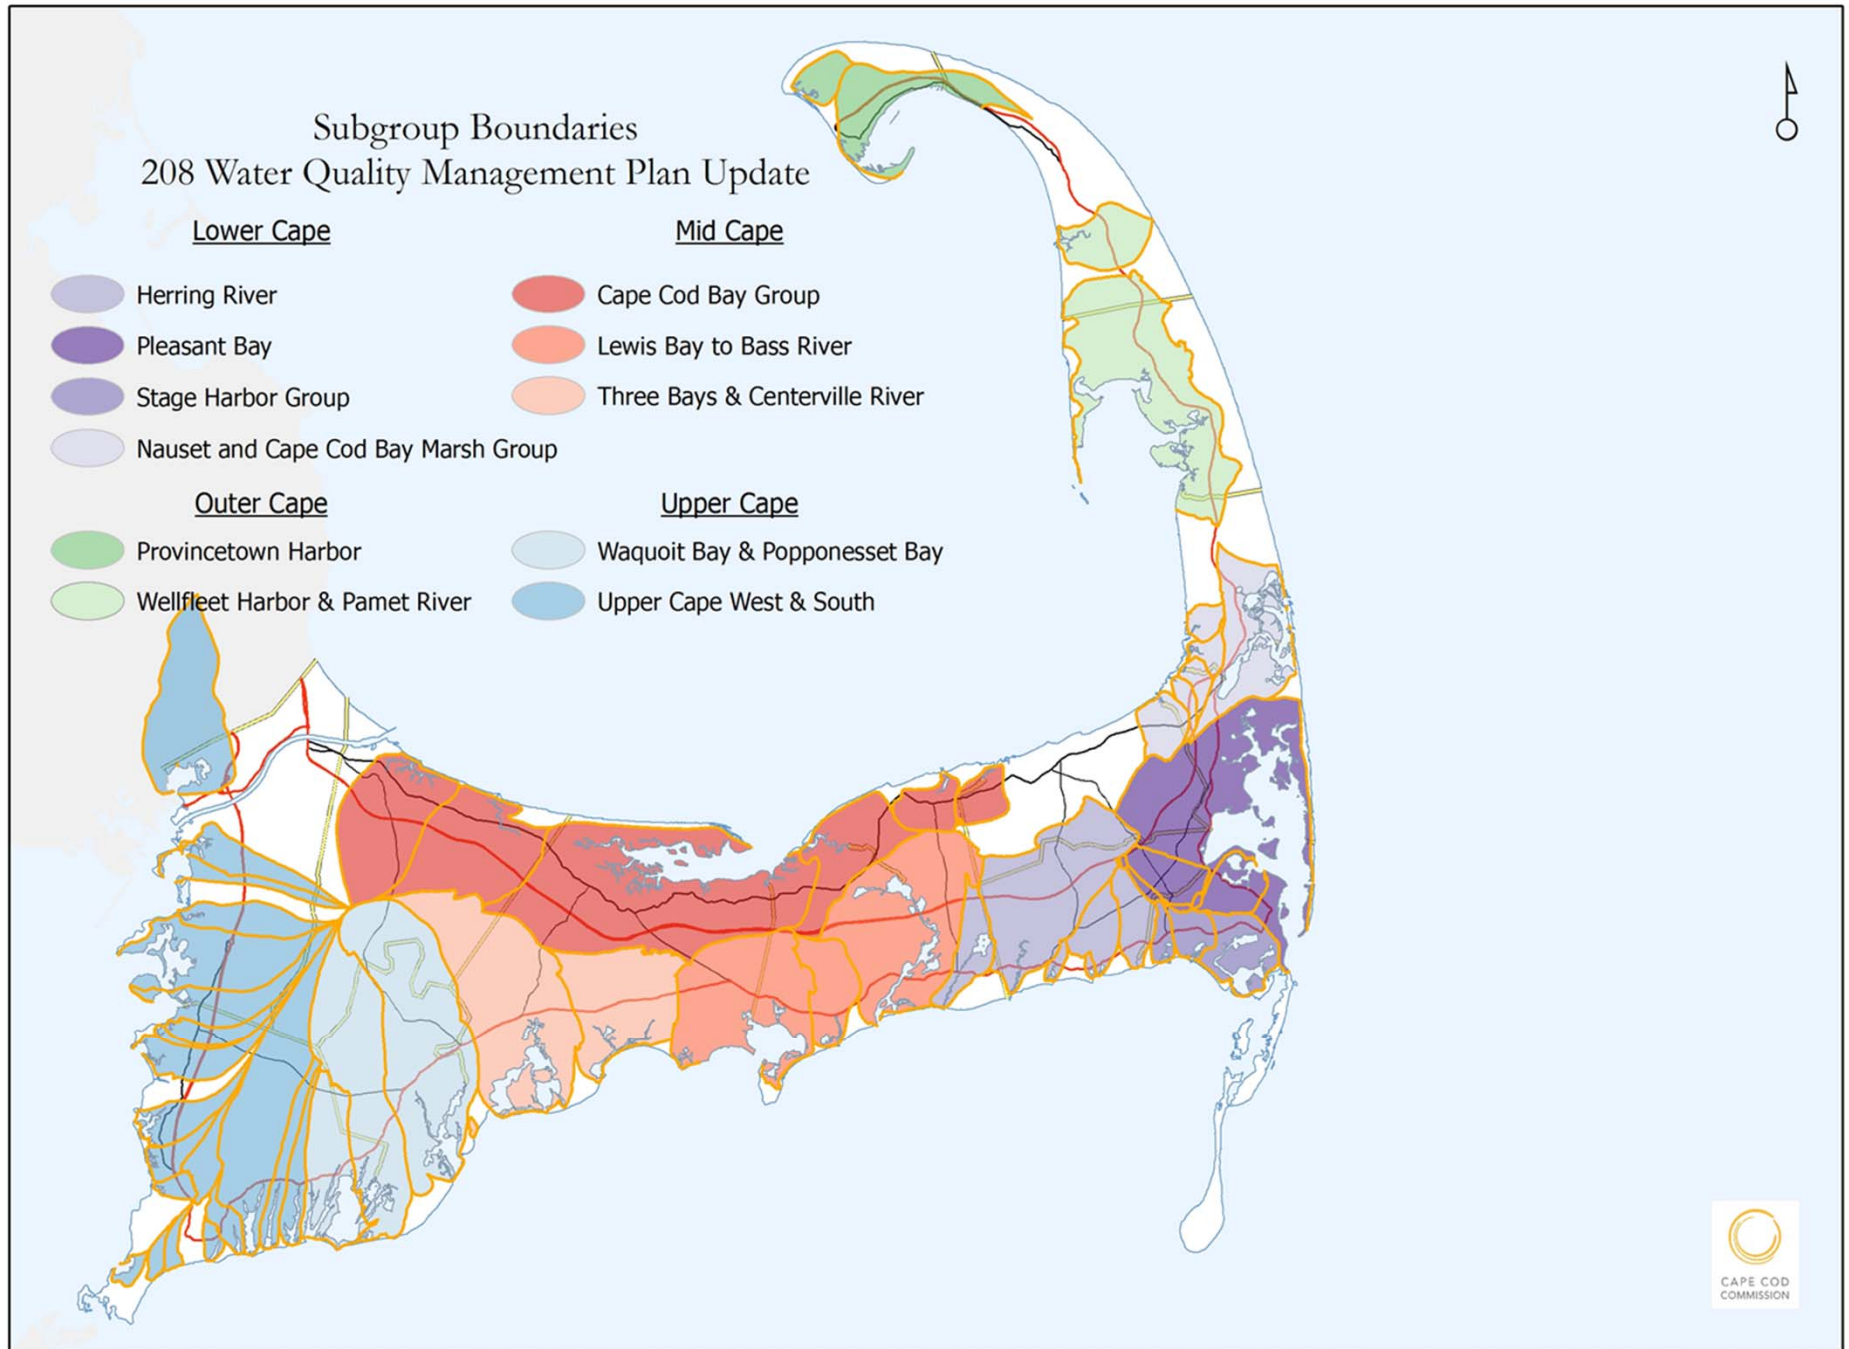 Subgroup Boundaries
208 Water Quality Management Plan Update
Lower Cape
Herring River
Pleasant Bay
Stage Harbor Group
Nauset and Cape Cod Bay Marsh Group
Mid Cape
Cape Cod Bay Group
Lewis Bay to Bass River
Three Bays & Centerville River
Outer Cape
Provincetown Harbor
Wellfleet Harbor & Pamet River
Upper Cape
Waquoit Bay & Popponesset Bay
Upper Cape West & South
CAPE COD
COMMISSION